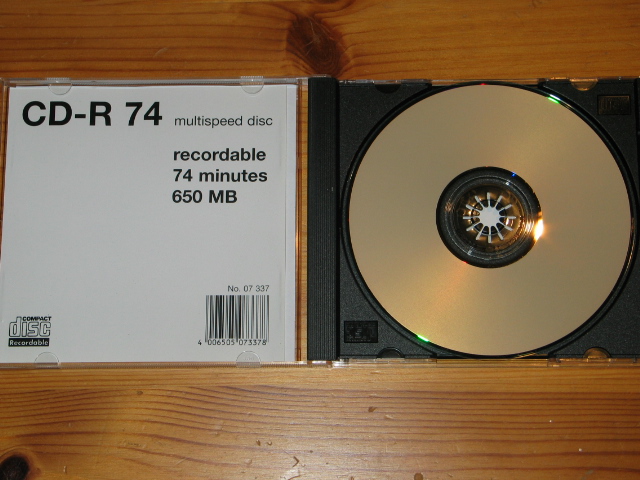 CD-R 74 multispeed disc
recordable
74 minutes
650 MB
No. 07 337
4 006505 073378
COMPACT
disc
Recordable